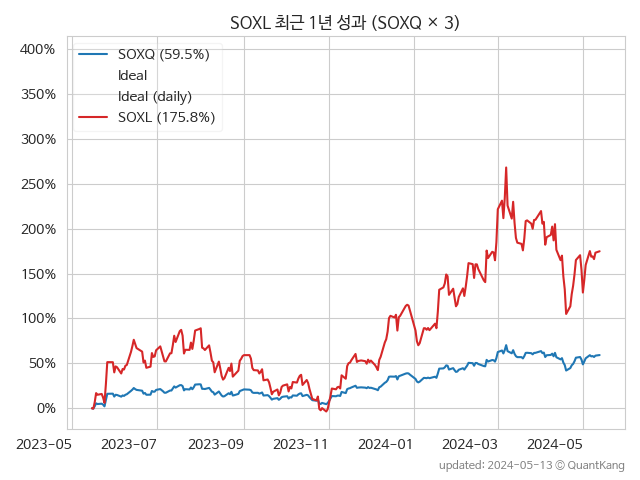 SOXL 최근 1년 성과 (SOXQ × 3)
400%
350%
300%
250%
200%
150%
100%
50%
0%
SOXQ (59.5%)
Ideal
Ideal (daily)
SOXL (175.8%)
2023-05 2023-07 2023-09 2023-11 2024-01 2024-03 2024-05
updated: 2024-05-13 ⓒ QuantKang